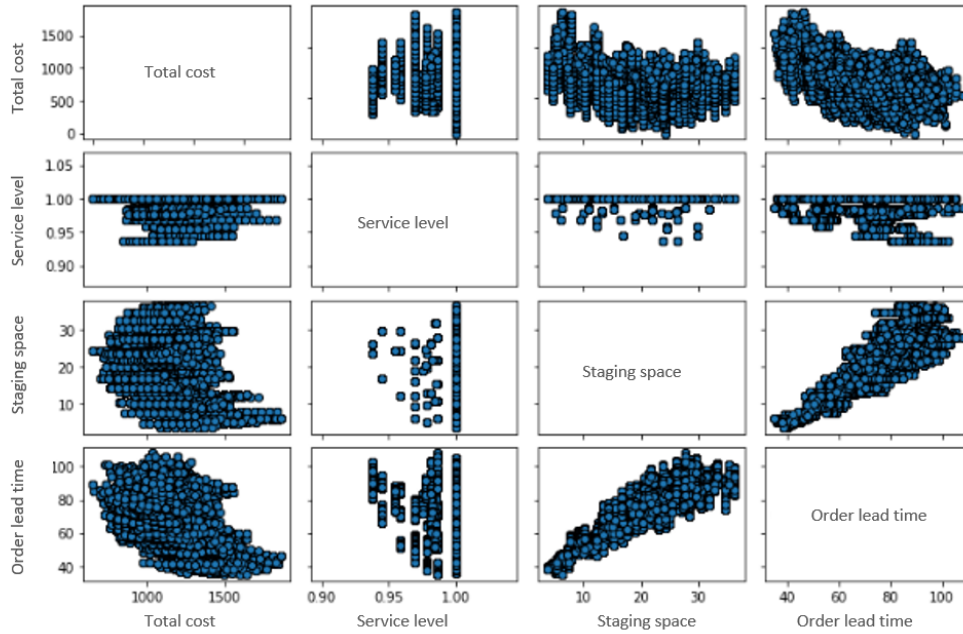 Total cost
1500
1000
500
0
Total cost
Service level
1.05
1.00
0.95
0.90
Service level
Staging space
30
20
10
Staging space
Order lead time
100
80
60
40
Order lead time
1000 1500 0.90 0.95 1.00 10 20 30 40 60 80 100
Total cost Service level Staging space Order lead time